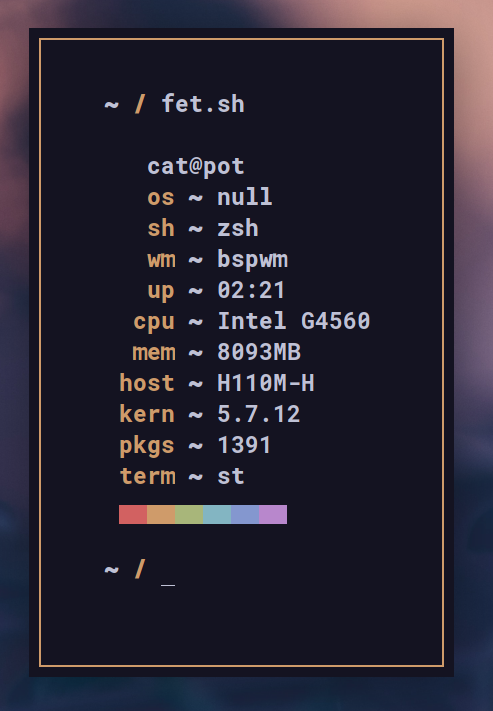 ~ / fet.sh
cat@pot
os ~ null
sh ~ zsh
wm ~ bspwm
up ~ 02:21
cpu ~ Intel G4560
mem ~ 8093MB
host ~ H110M-H
kern ~ 5.7.12
pkgs ~ 1391
term ~ st
~ / _